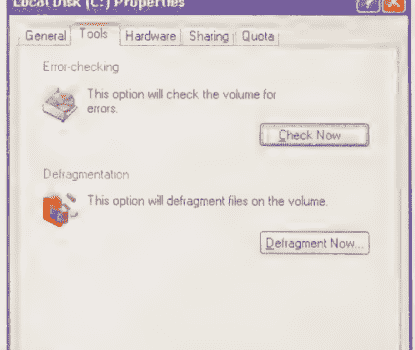 Local Disk (C:) Properties
General Tools Hardware Sharing Quota
Error-checking
This option will check the volume for
errors.
Check Now
Defragmentation
This option will defragment files on the volume.
Defragment Now...